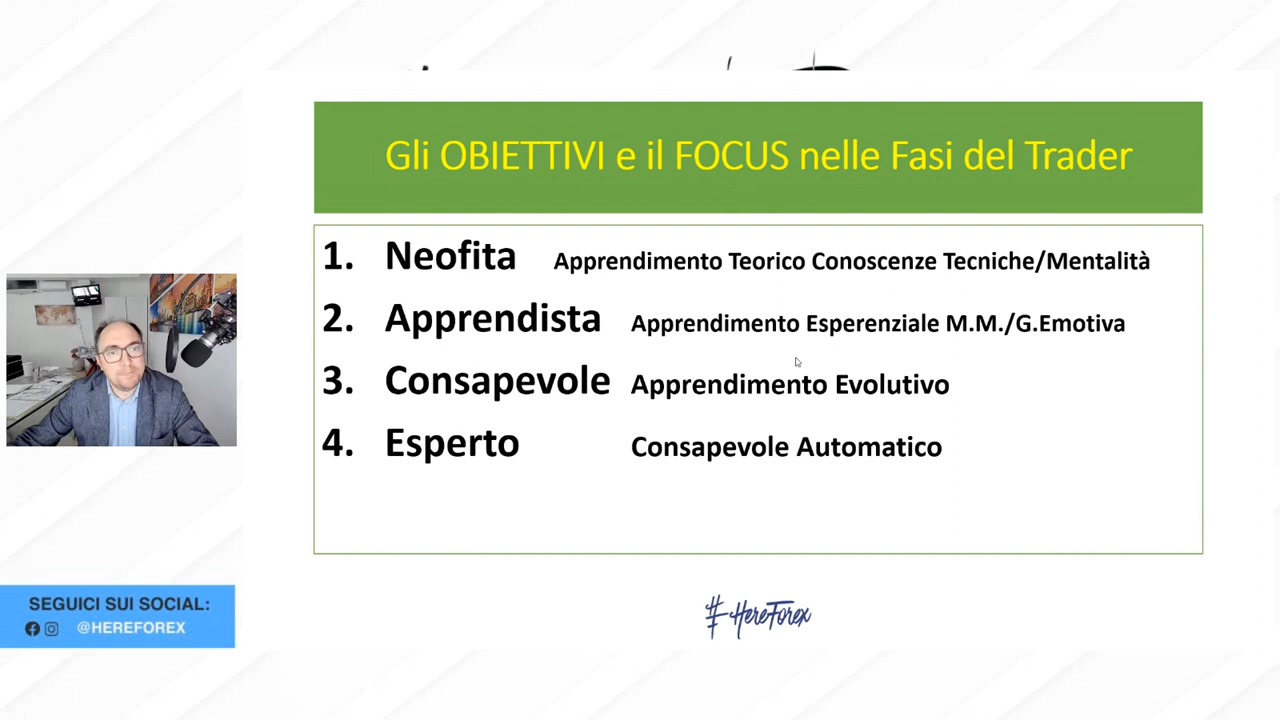 Gli OBIETTIVI e il FOCUS nelle Fasi del Trader
1. Neofita Apprendimento Teorico Conoscenze Tecniche/Mentalità
2. Apprendista Apprendimento Esperenziale M.M./G.Emotiva
3. Consapevole Apprendimento Evolutivo
4. Esperto Consapevole Automatico
SEGUICI SUI SOCIAL:
@HEREFOREX
#HereForex